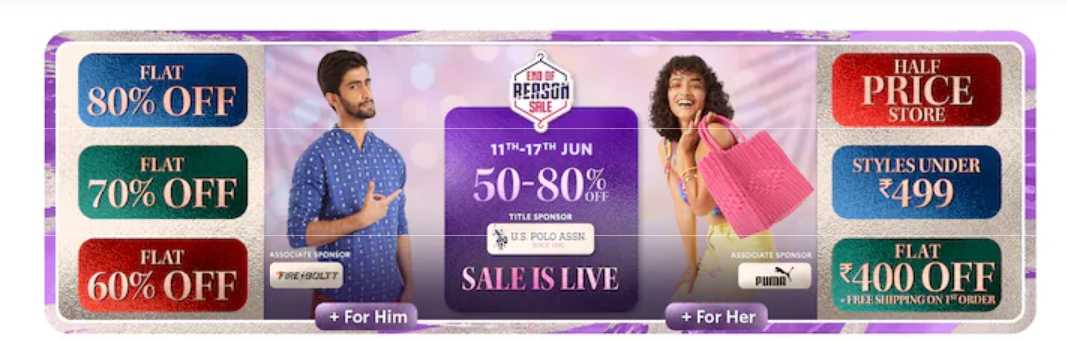 FLAT
80% OFF
FLAT
70% OFF
FLAT
60% OFF
ASSOCIATE SPONSOR
FIRE BOLTT
+ For Him
END OF
REASON
SALE
11TH-17TH JUN
50-80% OFF
TITLE SPONSOR
U.S. POLO ASSN.
SINCE 1890
SALE IS LIVE
ASSOCIATE SPONSOR
PUMA
+ For Her
HALF
PRICE
STORE
STYLES UNDER
₹499
FLAT
₹400 OFF
+ FREE SHIPPING ON 1ST ORDER